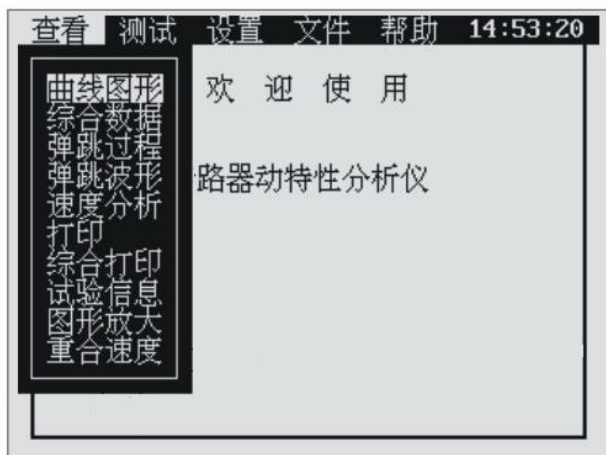 查看 测试 设置 文件 帮助 14:53:20
欢迎使用
路器动特性分析仪
曲线图形
综合数据
弹跳过程
弹跳波形
速度分析
打印
综合打印
试验信息
图形放大
重合速度